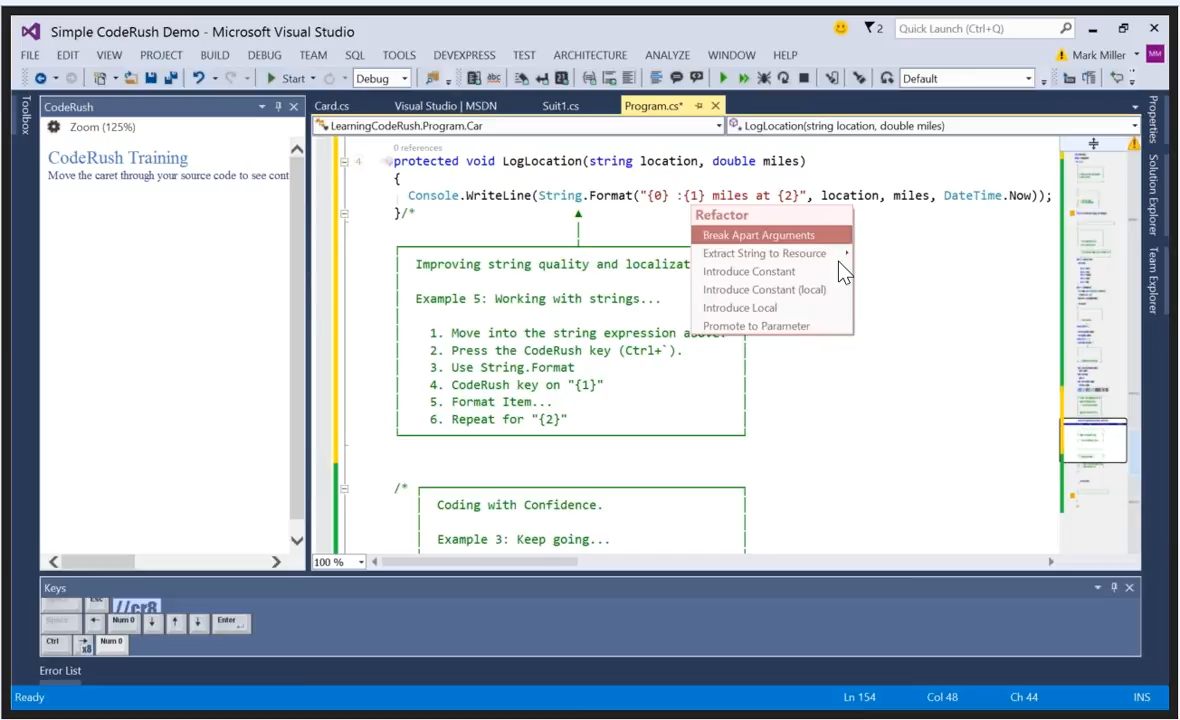 Simple CodeRush Demo - Microsoft Visual Studio
2
Quick Launch (Ctrl+Q)
FILE EDIT VIEW PROJECT BUILD DEBUG TEAM SQL TOOLS DEVEXPRESS TEST ARCHITECTURE ANALYZE WINDOW HELP
Mark Miller
MM
Start
Debug
Default
Toolbox
CodeRush
Zoom (125%)
CodeRush Training
Move the caret through your source code to see cont
Card.cs Visual Studio | MSDN Suit1.cs Program.cs*
LearningCodeRush.Program.Car
LogLocation(string location, double miles)
0 references
4 protected void LogLocation(string location, double miles)
{
Console.WriteLine(String.Format("{0} :{1} miles at {2}", location, miles, DateTime.Now));
}/*
Refactor
Break Apart Arguments
Extract String to Resource
Introduce Constant
Introduce Constant (local)
Introduce Local
Promote to Parameter
Improving string quality and localizat
Example 5: Working with strings...
1. Move into the string expression above.
2. Press the CodeRush key (Ctrl+`).
3. Use String.Format
4. CodeRush key on "{1}"
5. Format Item...
6. Repeat for "{2}"
/*
Coding with Confidence.
Example 3: Keep going...
100 %
Properties
Solution Explorer
Team Explorer
Keys
Esc //cr8
Space Num 0 Enter
Ctrl x8 Num 0
Error List
Ready
Ln 154 Col 48 Ch 44 INS